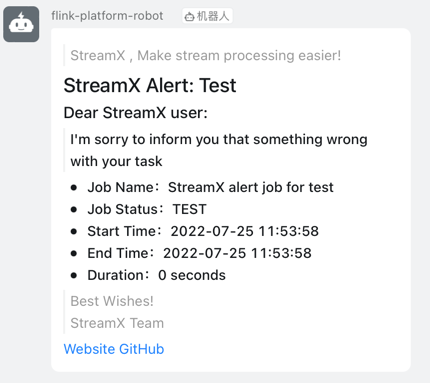 flink-platform-robot 机器人
StreamX , Make stream processing easier!
StreamX Alert: Test
Dear StreamX user:
I'm sorry to inform you that something wrong
with your task
• Job Name：StreamX alert job for test
• Job Status：TEST
• Start Time：2022-07-25 11:53:58
• End Time：2022-07-25 11:53:58
• Duration：0 seconds
Best Wishes!
StreamX Team
Website GitHub